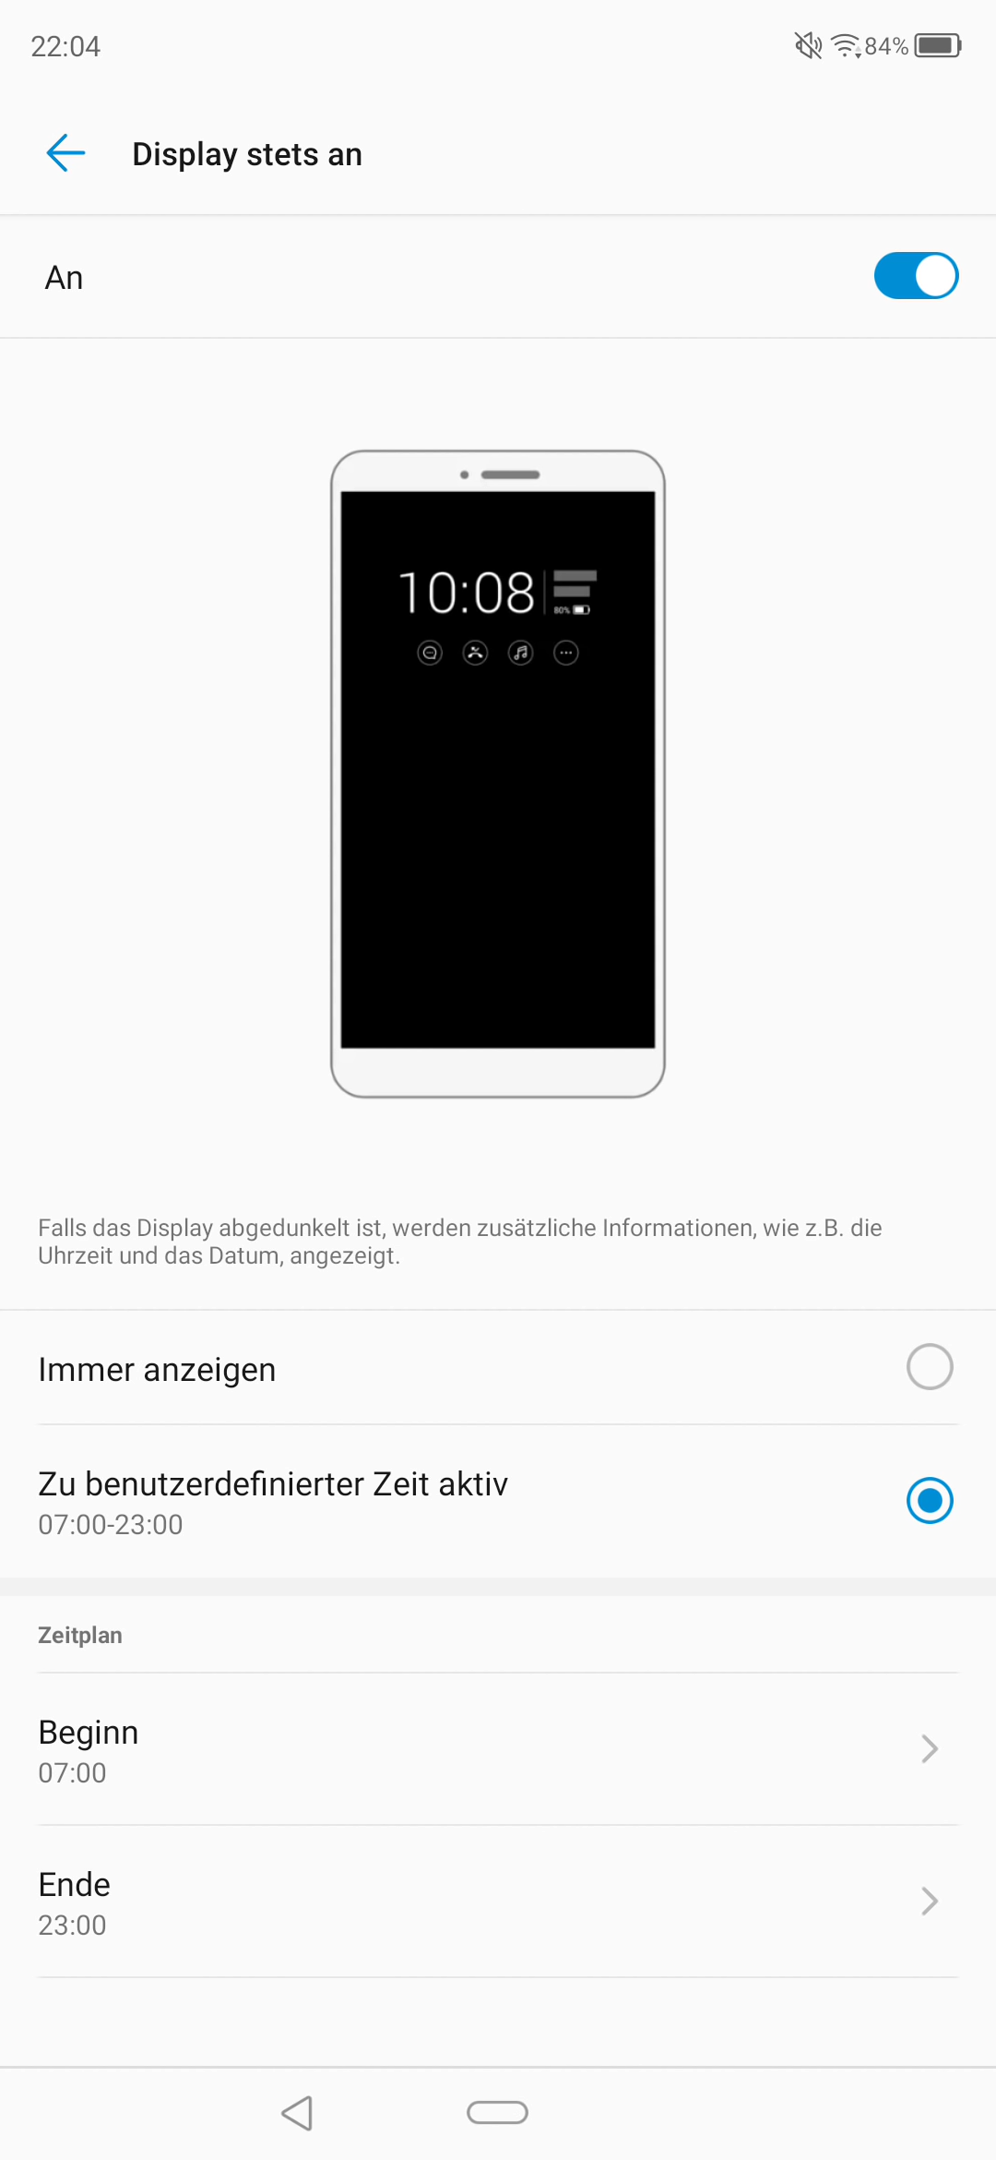 22:04
84%
Display stets an
An
10:08
80%
Falls das Display abgedunkelt ist, werden zusätzliche Informationen, wie z.B. die
Uhrzeit und das Datum, angezeigt.
Immer anzeigen
Zu benutzerdefinierter Zeit aktiv
07:00-23:00
Zeitplan
Beginn
07:00
Ende
23:00